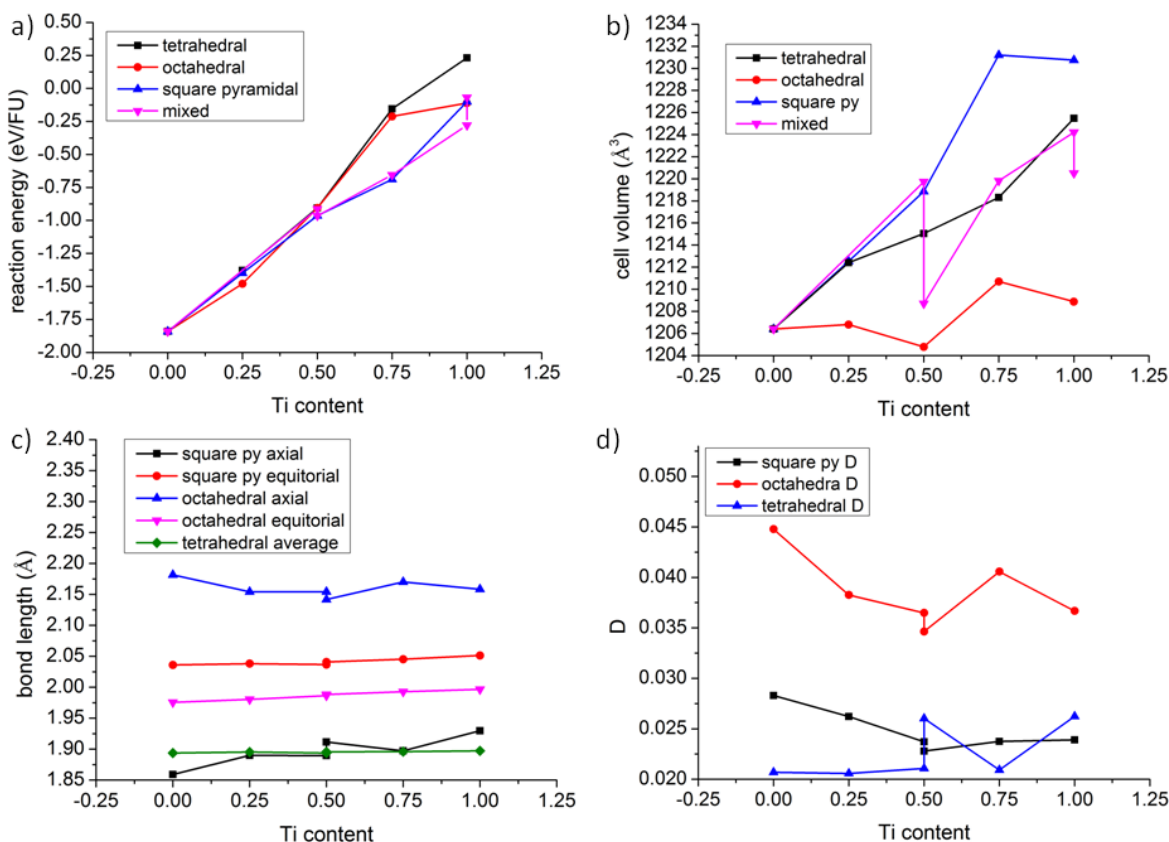 a)
0.50
0.25
0.00
-0.25
-0.50
-0.75
-1.00
-1.25
-1.50
-1.75
-2.00
reaction energy (eV/FU)
tetrahedral
octahedral
square pyramidal
mixed
-0.25 0.00 0.25 0.50 0.75 1.00 1.25
Ti content
b)
1234
1232
1230
1228
1226
1224
1222
1220
1218
1216
1214
1212
1210
1208
1206
1204
cell volume (Å³)
tetrahedral
octahedral
square py
mixed
-0.25 0.00 0.25 0.50 0.75 1.00 1.25
Ti content
c)
2.40
2.35
2.30
2.25
2.20
2.15
2.10
2.05
2.00
1.95
1.90
1.85
bond length (Å)
square py axial
square py equitorial
octahedral axial
octahedral equitorial
tetrahedral average
-0.25 0.00 0.25 0.50 0.75 1.00 1.25
Ti content
d)
0.050
0.045
0.040
0.035
0.030
0.025
0.020
D
square py D
octahedra D
tetrahedral D
-0.25 0.00 0.25 0.50 0.75 1.00 1.25
Ti content